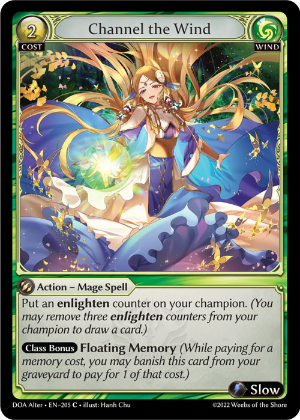 2
Channel the Wind
COST
WIND
Action – Mage Spell
Put an enlighten counter on your champion. (You
may remove three enlighten counters from your
champion to draw a card.)
Class Bonus Floating Memory (While paying for
a memory cost, you may banish this card from your
graveyard to pay for 1 of that cost.)
Slow
DOA Alter • EN-205 C • illust: Hanh Chu
©2022 Weebs of the Shore